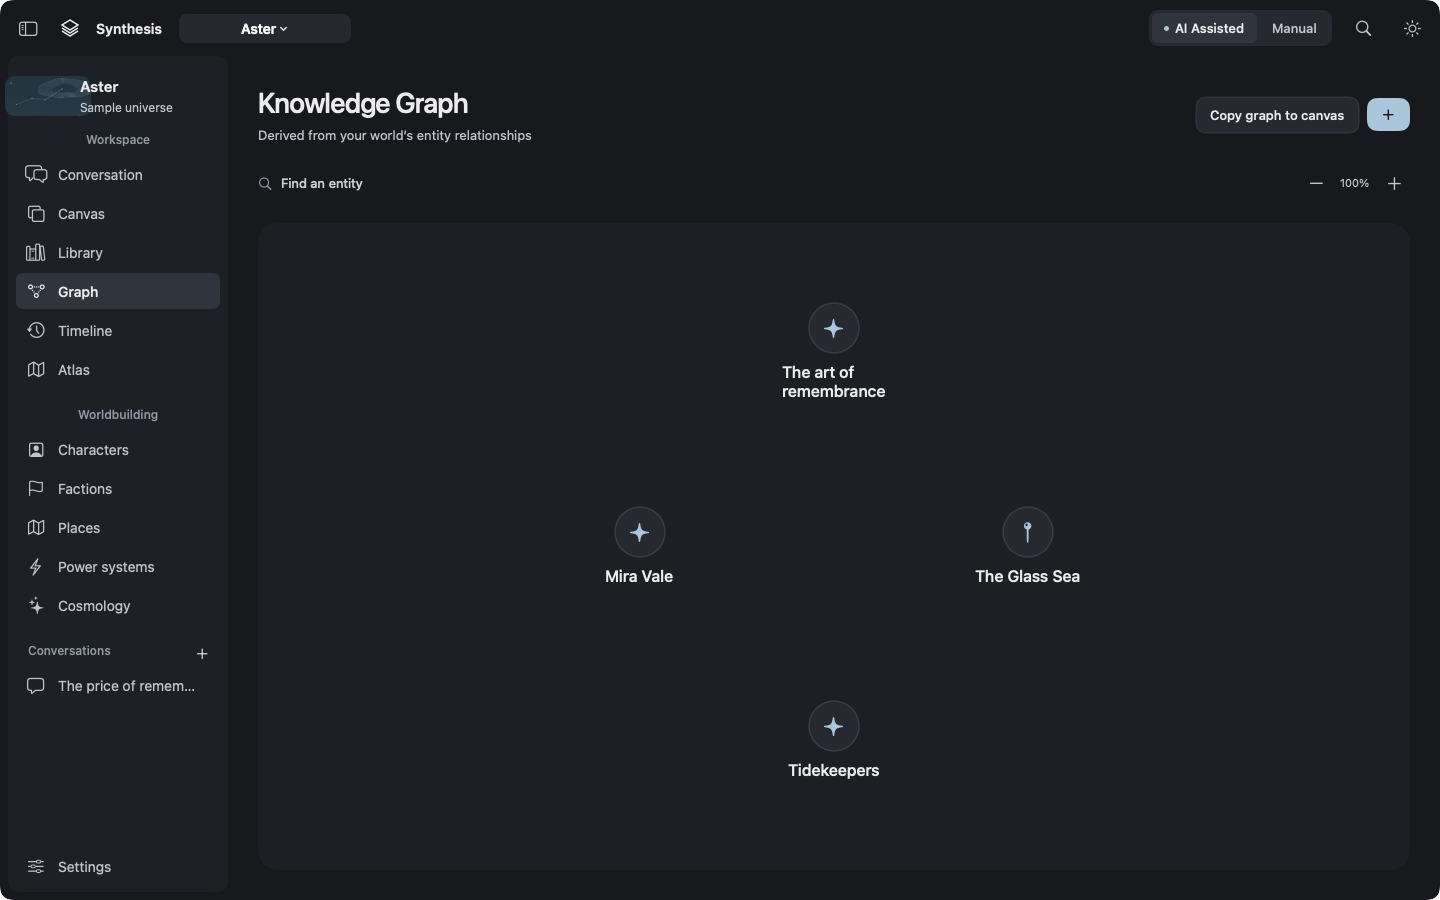 Synthesis
Aster
AI Assisted
Manual
Aster
Sample universe
Workspace
Conversation
Canvas
Library
Graph
Timeline
Atlas
Worldbuilding
Characters
Factions
Places
Power systems
Cosmology
Conversations
The price of remem...
Settings
Knowledge Graph
Derived from your world’s entity relationships
Copy graph to canvas
Find an entity
100%
The art of
remembrance
Mira Vale
The Glass Sea
Tidekeepers